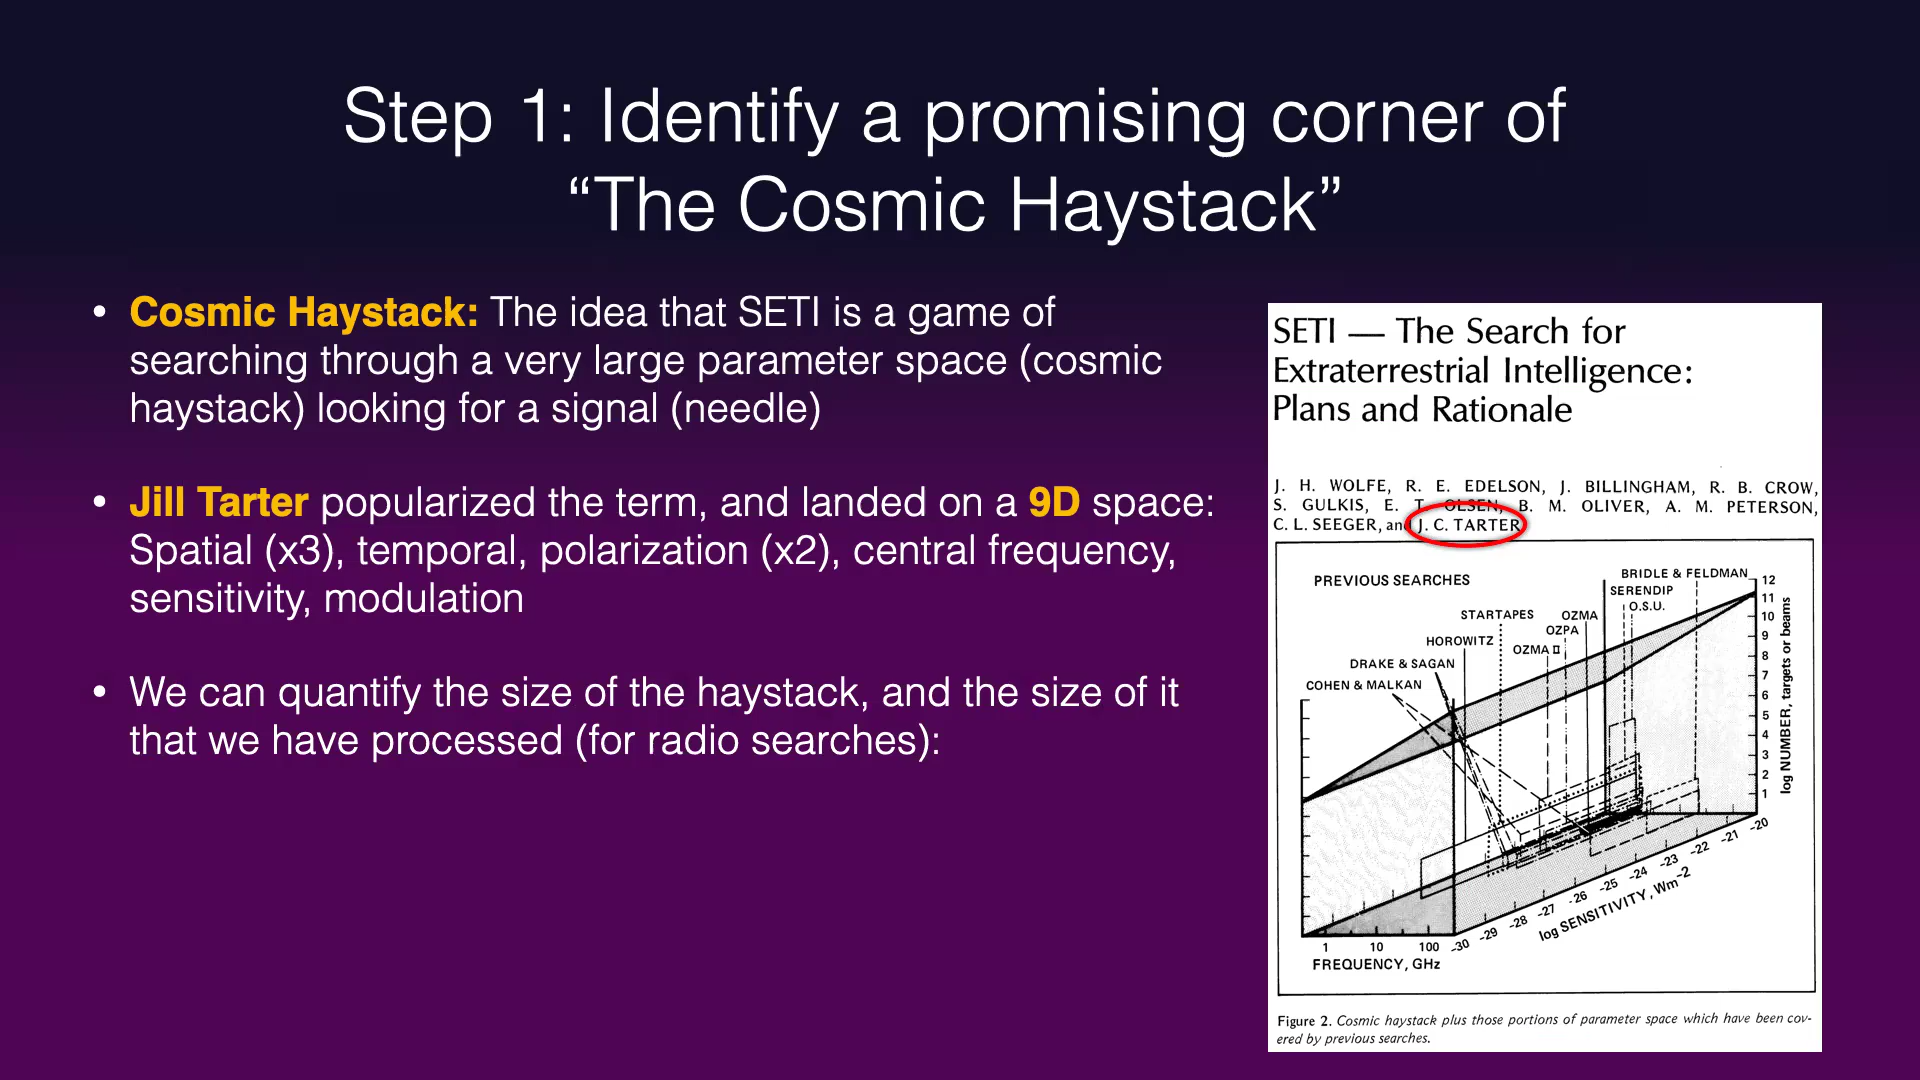 Step 1: Identify a promising corner of
“The Cosmic Haystack”
• Cosmic Haystack: The idea that SETI is a game of
searching through a very large parameter space (cosmic
haystack) looking for a signal (needle)
• Jill Tarter popularized the term, and landed on a 9D space:
Spatial (x3), temporal, polarization (x2), central frequency,
sensitivity, modulation
• We can quantify the size of the haystack, and the size of it
that we have processed (for radio searches):
SETI — The Search for
Extraterrestrial Intelligence:
Plans and Rationale
J. H. WOLFE, R. E. EDELSON, J. BILLINGHAM, R. B. CROW,
S. GULKIS, E. T. OLSEN, B. M. OLIVER, A. M. PETERSON,
C. L. SEEGER, and J. C. TARTER
PREVIOUS SEARCHES
BRIDLE & FELDMAN
SERENDIP
O.S.U.
STARTAPES
OZMA
OZPA
HOROWITZ
OZMA II
DRAKE & SAGAN
COHEN & MALKAN
12
11
10
9
8
7
6
5
4
3
2
1
log NUMBER, targets or beams
-20
-21
-22
-23
-24
-25
-26
-27
-28
-29
-30
log SENSITIVITY, Wm-2
1 10 100
FREQUENCY, GHz
Figure 2. Cosmic haystack plus those portions of parameter space which have been cov-
ered by previous searches.